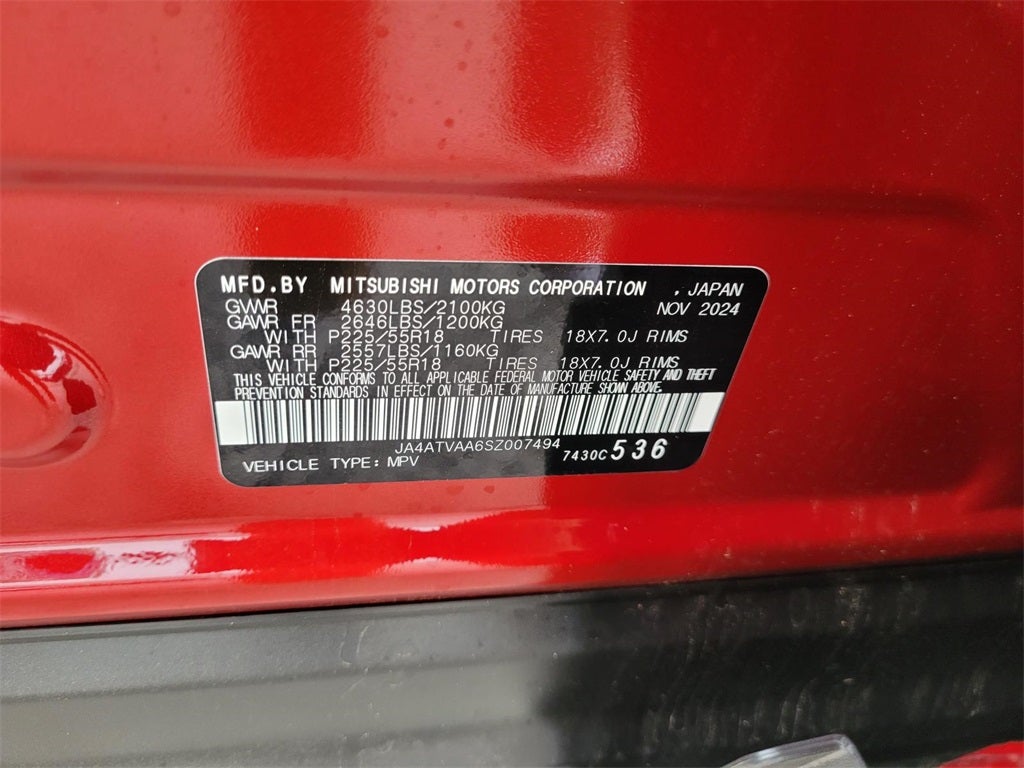 MFD.BY MITSUBISHI MOTORS CORPORATION , JAPAN
GVWR 4630LBS/2100KG NOV 2024
GAWR FR 2646LBS/1200KG
WITH P225/55R18 TIRES 18X7.0J RIMS
GAWR RR 2557LBS/1160KG
WITH P225/55R18 TIRES 18X7.0J RIMS
THIS VEHICLE CONFORMS TO ALL APPLICABLE FEDERAL MOTOR VEHICLE SAFETY AND THEFT
PREVENTION STANDARDS IN EFFECT ON THE DATE OF MANUFACTURE SHOWN ABOVE.
JA4ATVAA6SZ007494
VEHICLE TYPE: MPV 7430C 536